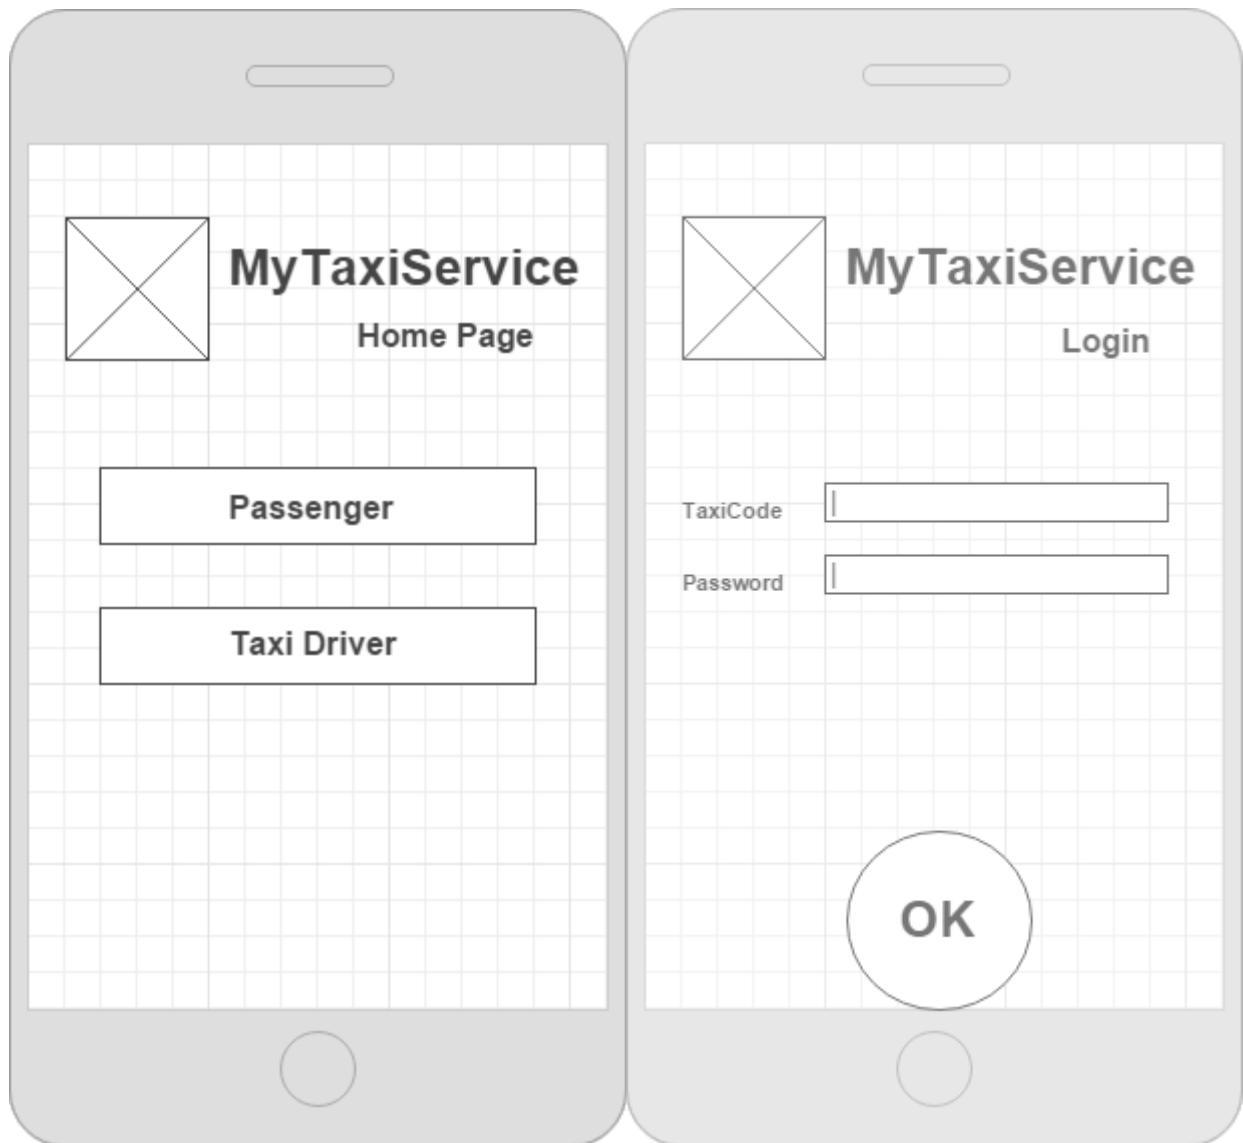 MyTaxiService
Home Page
Passenger
Taxi Driver
MyTaxiService
Login
TaxiCode
Password
OK